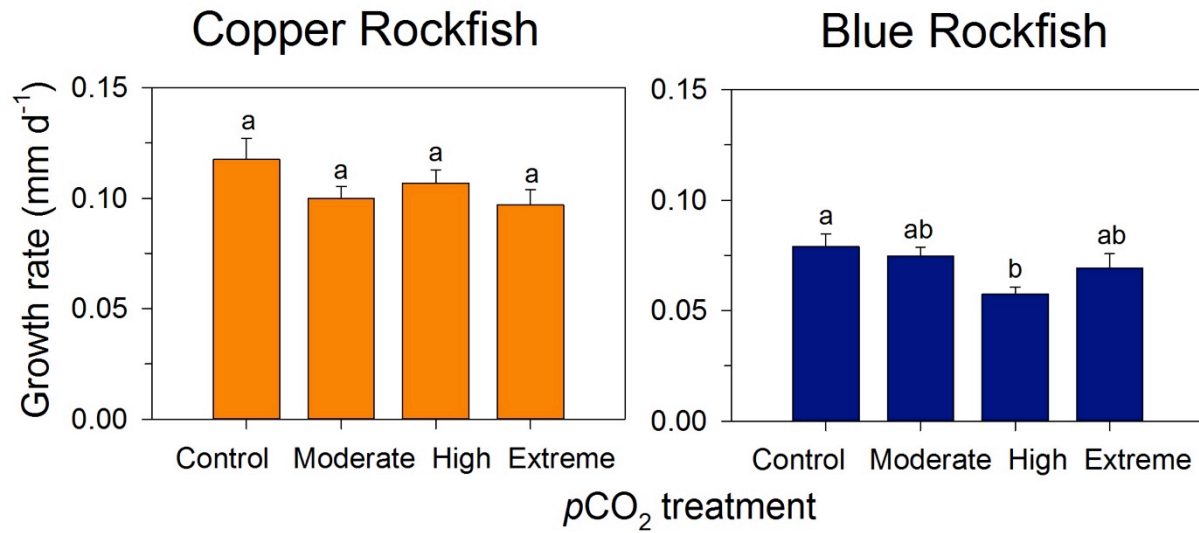 Copper Rockfish
Blue Rockfish
Growth rate (mm d⁻¹)
0.15
0.10
0.05
0.00
a
a
a
a
Control Moderate High Extreme
0.15
0.10
0.05
0.00
a
ab
b
ab
Control Moderate High Extreme
pCO₂ treatment